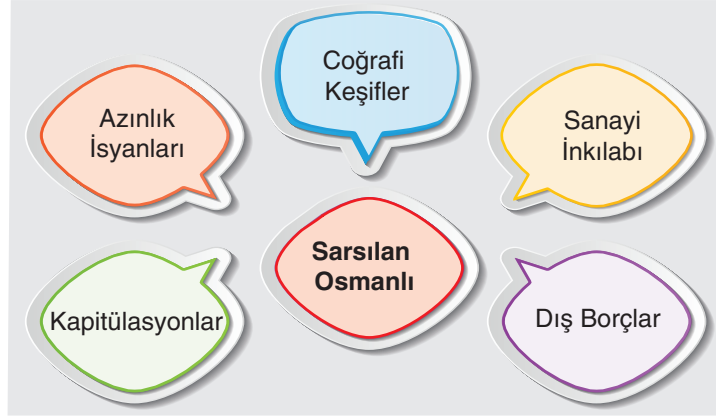 Coğrafi
Keşifler
Azınlık
İsyanları
Sanayi
İnkılabı
Sarsılan
Osmanlı
Kapitülasyonlar
Dış Borçlar